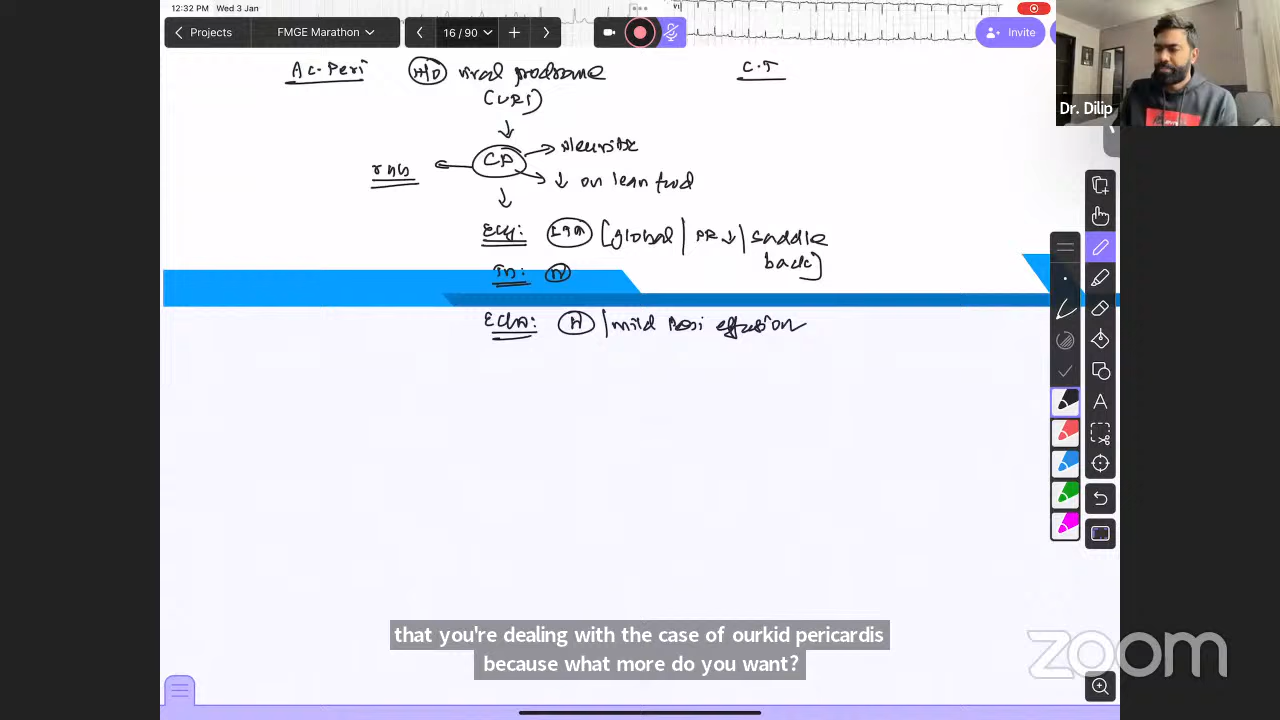 12:32 PM Wed 3 Jan
Projects
FMGE Marathon
16 / 90
Invite
Dr. Dilip
Ac. Peri
H/O viral prodrome
C.T
(URI)
CP
pleuritic
rub
↓ on lean fwd
ECG: [global | PR ↓ | saddle
back]
Tn: N
Echo: N | mild Peri effusion
that you're dealing with the case of ourkid pericardis
because what more do you want?
zoom